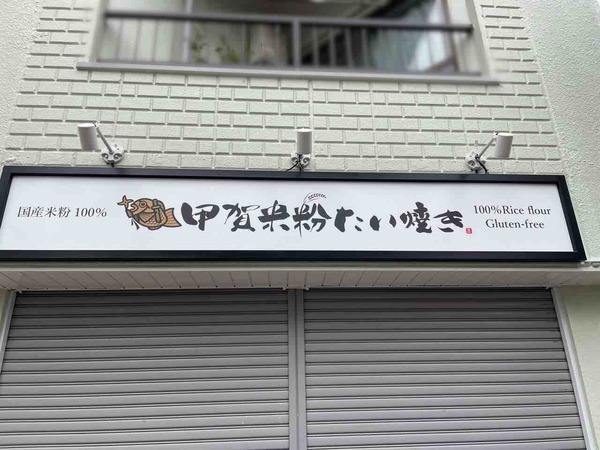 国産米粉 100%
甲賀米粉たい焼き
100%Rice flour
Gluten-free